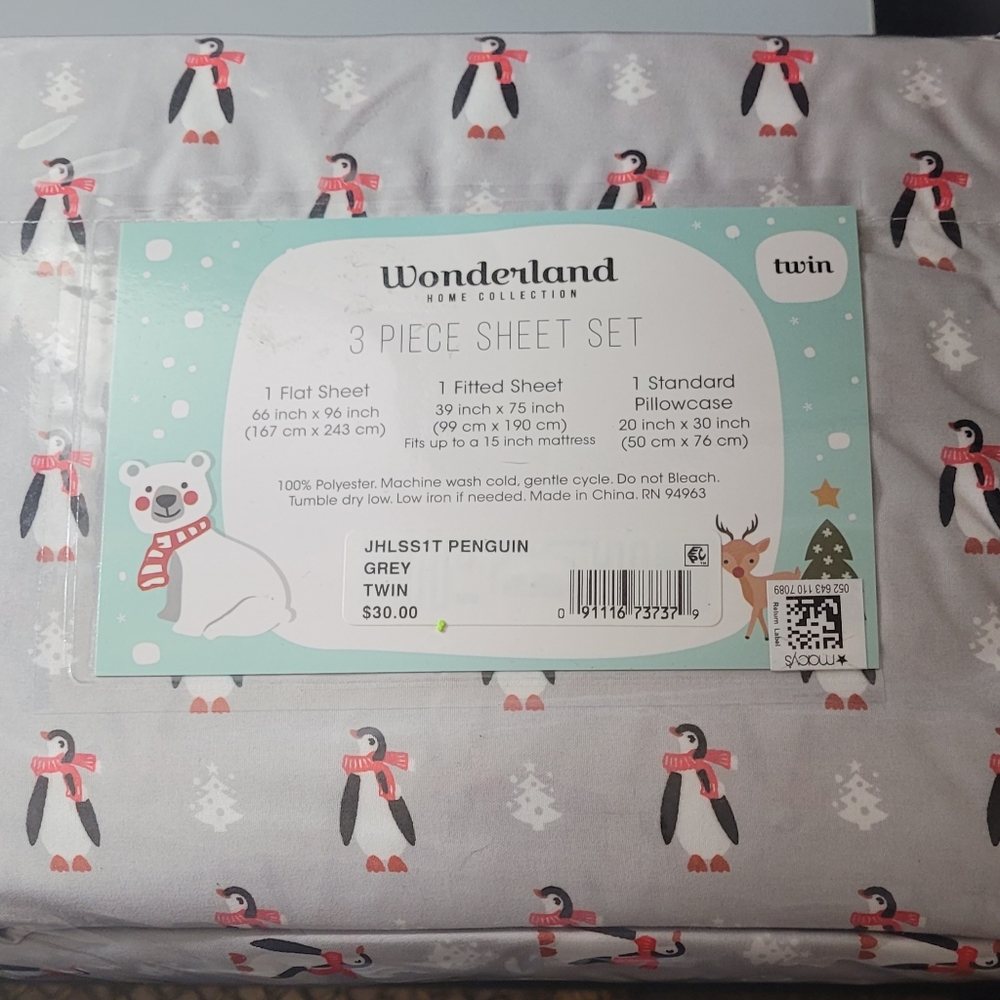 Wonderland
HOME COLLECTION
twin
3 PIECE SHEET SET
1 Flat Sheet
66 inch x 96 inch
(167 cm x 243 cm)
1 Fitted Sheet
39 inch x 75 inch
(99 cm x 190 cm)
Fits up to a 15 inch mattress
1 Standard
Pillowcase
20 inch x 30 inch
(50 cm x 76 cm)
100% Polyester. Machine wash cold, gentle cycle. Do not Bleach.
Tumble dry low. Low iron if needed. Made in China. RN 94963
JHLSS1T PENGUIN
GREY
TWIN
$30.00
0 91116 73737 9
★macy's
Return Label
052 643 110 7089